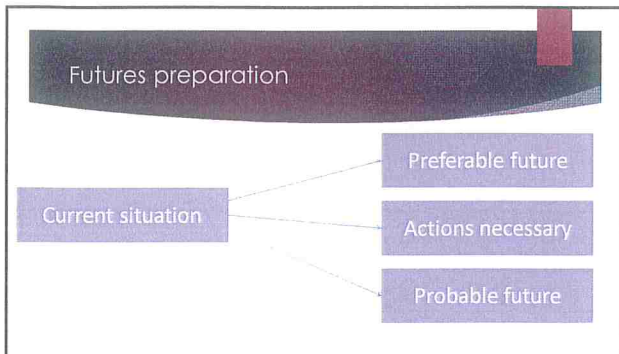 Futures preparation
Preferable future
Current situation
Actions necessary
Probable future